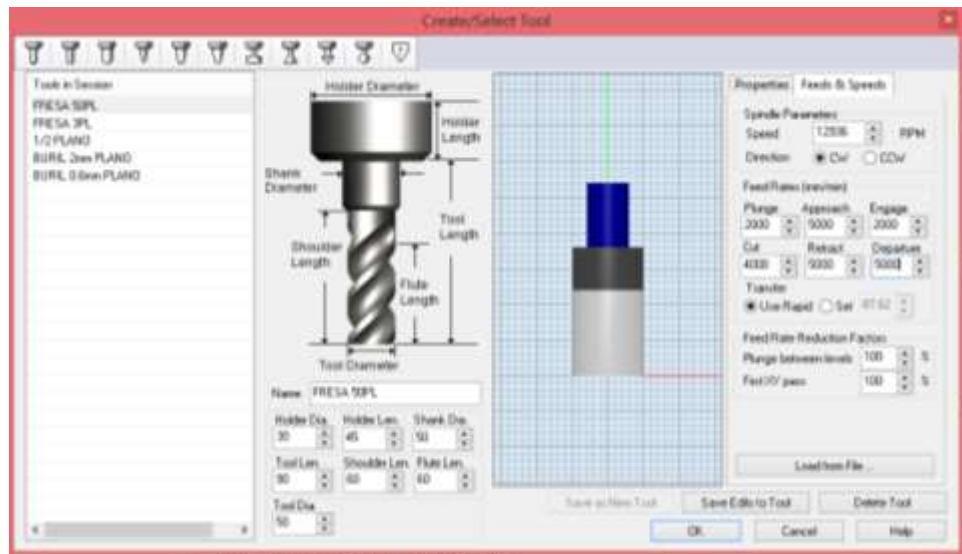 Create/Select Tool
Tools in Session
FRESA 50PL
FRESA 3PL
1/2 PLANO
BURIL 2mm PLANO
BURIL 0.6mm PLANO
Holder Diameter
Holder
Length
Shank
Diameter
Tool
Length
Shoulder
Length
Flute
Length
Tool Diameter
Name FRESA 50PL
Holder Dia. Holder Len. Shank Dia.
30 45 50
Tool Len. Shoulder Len. Flute Len.
90 60 60
Tool Dia
50
Properties Feeds & Speeds
Spindle Parameters
Speed RPM
Direction CW CCW
Feed Rates (mm/min)
Plunge Approach Engage
2000 5000 2000
Cut Retract Departure
4000 5000 5000
Transfer
Use Rapid Set
Feed Rate Reduction Factors
Plunge between levels 100 %
First XY pass 100 %
Load from File ...
Save as New Tool Save Edits to Tool Delete Tool
OK Cancel Help